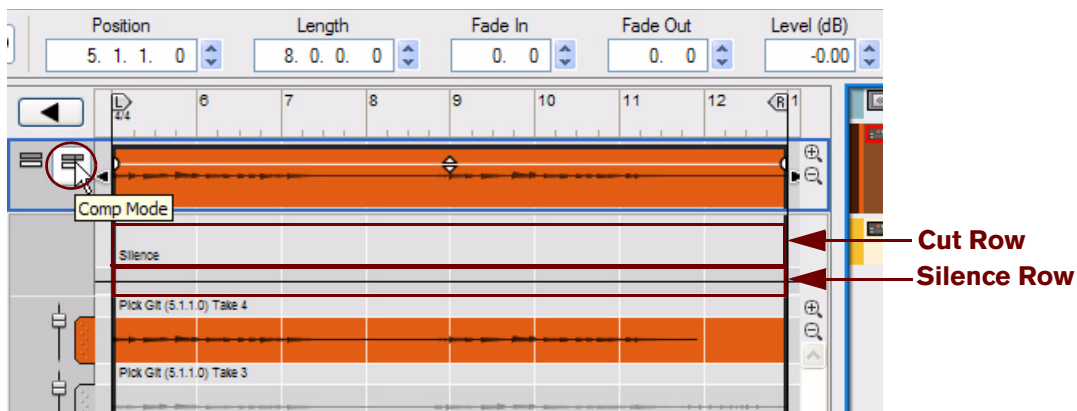 Position Length Fade In Fade Out Level (dB)
5. 1. 1. 0 8. 0. 0. 0 0. 0 0. 0 -0.00
L 6 7 8 9 10 11 12 R 1
4/4
Comp Mode
Cut Row
Silence
Silence Row
Pick Git (5.1.1.0) Take 4
Pick Git (5.1.1.0) Take 3